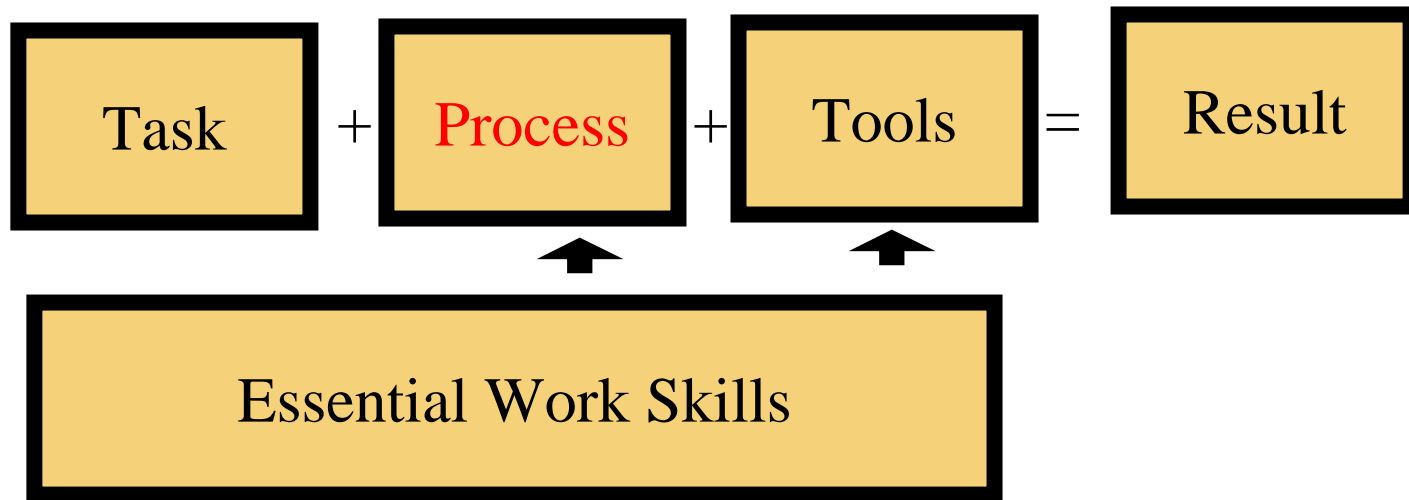 Task + Process + Tools = Result
Essential Work Skills